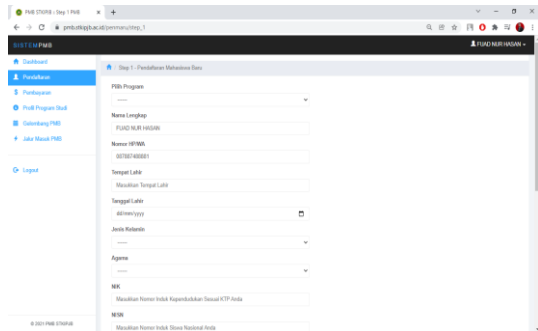 PMB STKIPJB : Step 1 PMB
pmb.stkipjb.ac.id/penmaru/step_1
SISTEMPMB
FUAD NUR HASAN
Dashboard
Pendaftaran
Pembayaran
Profil Program Studi
Gelombang PMB
Jalur Masuk PMB
Logout
/ Step 1 - Pendaftaran Mahasiswa Baru
Pilih Program
-----
Nama Lengkap
FUAD NUR HASAN
Nomor HP/WA
Tempat Lahir
Masukkan Tempat Lahir
Tanggal Lahir
dd/mm/yyyy
Jenis Kelamin
-----
Agama
-----
NIK
Masukkan Nomor Induk Kependudukan Sesuai KTP Anda
NISN
Masukkan Nomor Induk Siswa Nasional Anda
© 2021 PMB STKIPJB